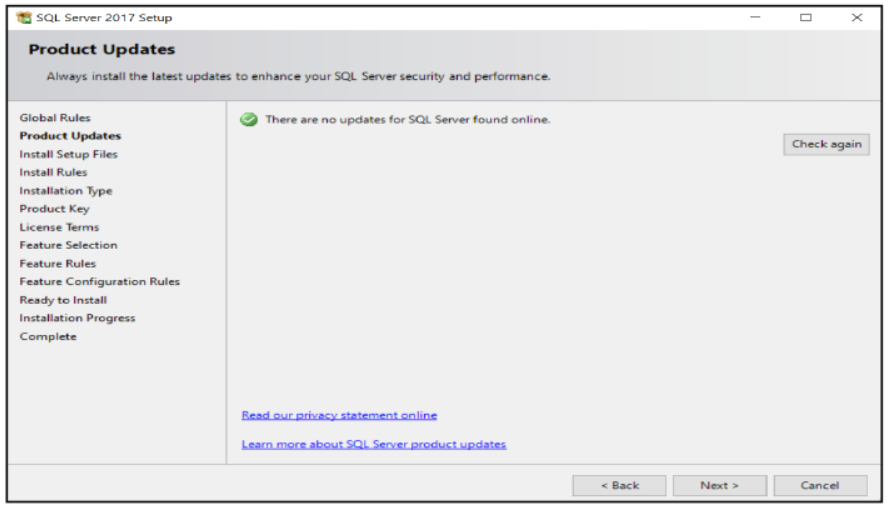 SQL Server 2017 Setup
Product Updates
Always install the latest updates to enhance your SQL Server security and performance.
Global Rules
Product Updates
Install Setup Files
Install Rules
Installation Type
Product Key
License Terms
Feature Selection
Feature Rules
Feature Configuration Rules
Ready to Install
Installation Progress
Complete
There are no updates for SQL Server found online.
Check again
Read our privacy statement online
Learn more about SQL Server product updates
< Back
Next >
Cancel